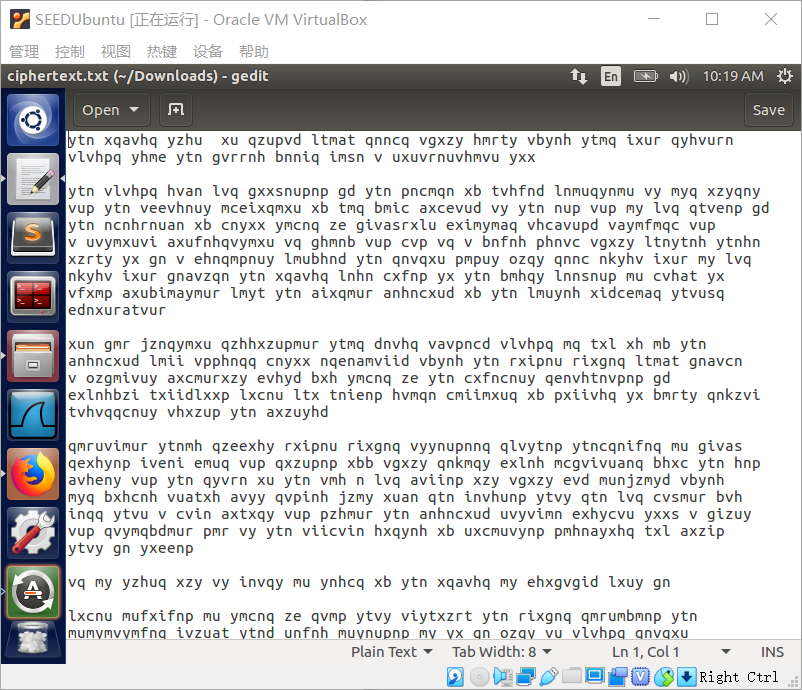 SEEDUbuntu [正在运行] - Oracle VM VirtualBox
管理 控制 视图 热键 设备 帮助
ciphertext.txt (~/Downloads) - gedit En 10:19 AM
Open Save
ytn xqavhq yzhu  xu qzupvd ltmat qnncq vgxzy hmrty vbynh ytmq ixur qyhvurn
vlvhpq yhme ytn gvrrnh bnniq imsn v uxuvrnuvhmvu yxx
ytn vlvhpq hvan lvq gxxsnupnp gd ytn pncmqn xb tvhfnd lnmuqynmu vy myq xzyqny
vup ytn veevhnuy mceixqmxu xb tmq bmic axcevud vy ytn nup vup my lvq qtvenp gd
ytn ncnhrnuan xb cnyxx ymcnq ze givasrxlu eximymaq vhcavupd vaymfmqc vup
v uvymxuvi axufnhqvymxu vq ghmnb vup cvp vq v bnfnh phnvc vgxzy ltnytnh ytnhn
xzrty yx gn v ehnqmpnuy lmubhnd ytn qnvqxu pmpuy ozqy qnnc nkyhv ixur my lvq
nkyhv ixur gnavzqn ytn xqavhq lnhn cxfnp yx ytn bmhqy lnnsnup mu cvhat yx
vfxmp axubimaymur lmyt ytn aixqmur anhncxud xb ytn lmuynh xidcemaq ytvusq
ednxuratvur
xun gmr jznqymxu qzhhxzupmur ytmq dnvhq vavpncd vlvhpq mq txl xh mb ytn
anhncxud lmii vpphnqq cnyxx nqenamviid vbynh ytn rxipnu rixgnq ltmat gnavcn
v ozgmivuy axcmurxzy evhyd bxh ymcnq ze ytn cxfncnuy qenvhtnvpnp gd
exlnhbzi txiidlxxp lxcnu ltx tnienp hvmqn cmiimxuq xb pxiivhq yx bmrty qnkzvi
tvhvqqcnuy vhxzup ytn axzuyhd
qmruvimur ytnmh qzeexhy rxipnu rixgnq vyynupnnq qlvytnp ytncqnifnq mu givas
qexhynp iveni emuq vup qxzupnp xbb vgxzy qnkmqy exlnh mcgvivuanq bhxc ytn hnp
avheny vup ytn qyvrn xu ytn vmh n lvq aviinp xzy vgxzy evd munjzmyd vbynh
myq bxhcnh vuatxh avyy qvpinh jzmy xuan qtn invhunp ytvy qtn lvq cvsmur bvh
inqq ytvu v cvin axtxqy vup pzhmur ytn anhncxud uvyvimn exhycvu yxxs v gizuy
vup qvymqbdmur pmr vy ytn viicvin hxqynh xb uxcmuvynp pmhnayxhq txl axzip
ytvy gn yxeenp
vq my yzhuq xzy vy invqy mu ynhcq xb ytn xqavhq my ehxgvgid lxuy gn
lxcnu mufxifnp mu ymcnq ze qvmp ytvy viytxzrt ytn rixgnq qmrumbmnp ytn
mumymvymfnq ivzuat ytnd unfnh muynupnp my yx gn ozqy vu vlvhpq qnvqxu
Plain Text Tab Width: 8 Ln 1, Col 1 INS
Right Ctrl